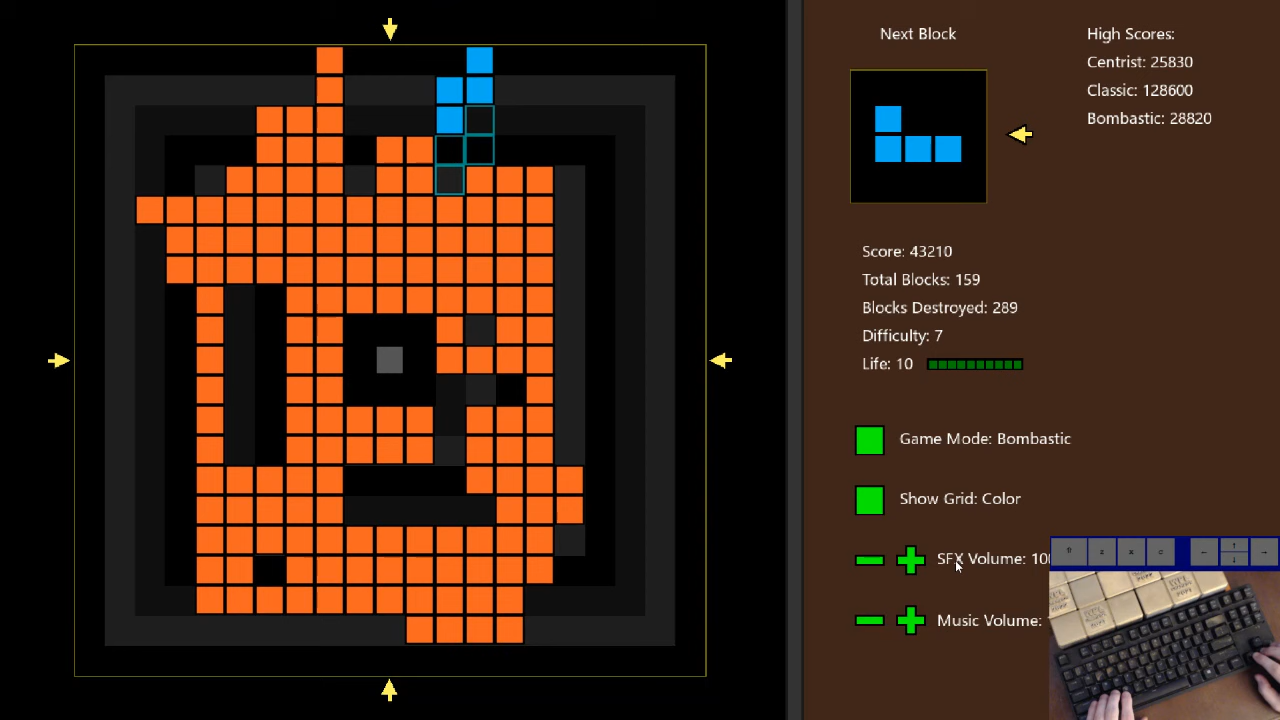 Next Block
High Scores:
Centrist: 25830
Classic: 128600
Bombastic: 28820
Score: 43210
Total Blocks: 159
Blocks Destroyed: 289
Difficulty: 7
Life: 10
Game Mode: Bombastic
Show Grid: Color
SFX Volume: 10
Music Volume: